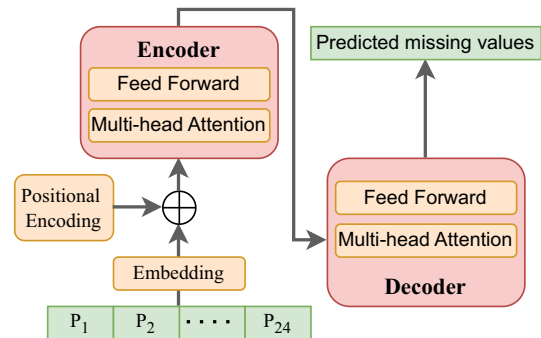 Encoder
Feed Forward
Multi-head Attention
Positional
Encoding
Embedding
P1 P2 .... P24
Predicted missing values
Feed Forward
Multi-head Attention
Decoder